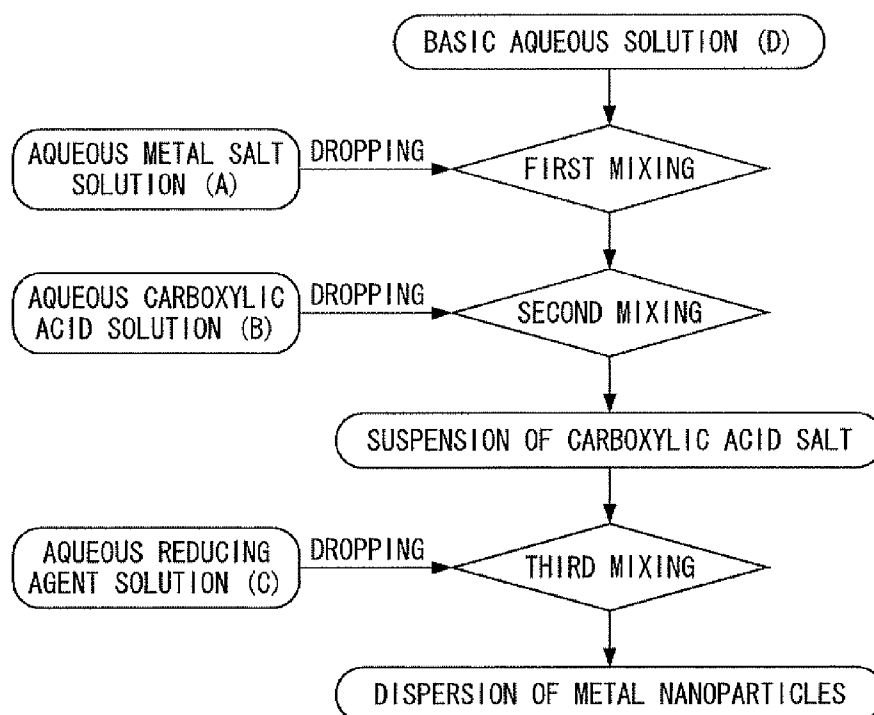 BASIC AQUEOUS SOLUTION (D)
AQUEOUS METAL SALT
SOLUTION (A)
DROPPING
FIRST MIXING
AQUEOUS CARBOXYLIC
ACID SOLUTION (B)
DROPPING
SECOND MIXING
SUSPENSION OF CARBOXYLIC ACID SALT
AQUEOUS REDUCING
AGENT SOLUTION (C)
DROPPING
THIRD MIXING
DISPERSION OF METAL NANOPARTICLES